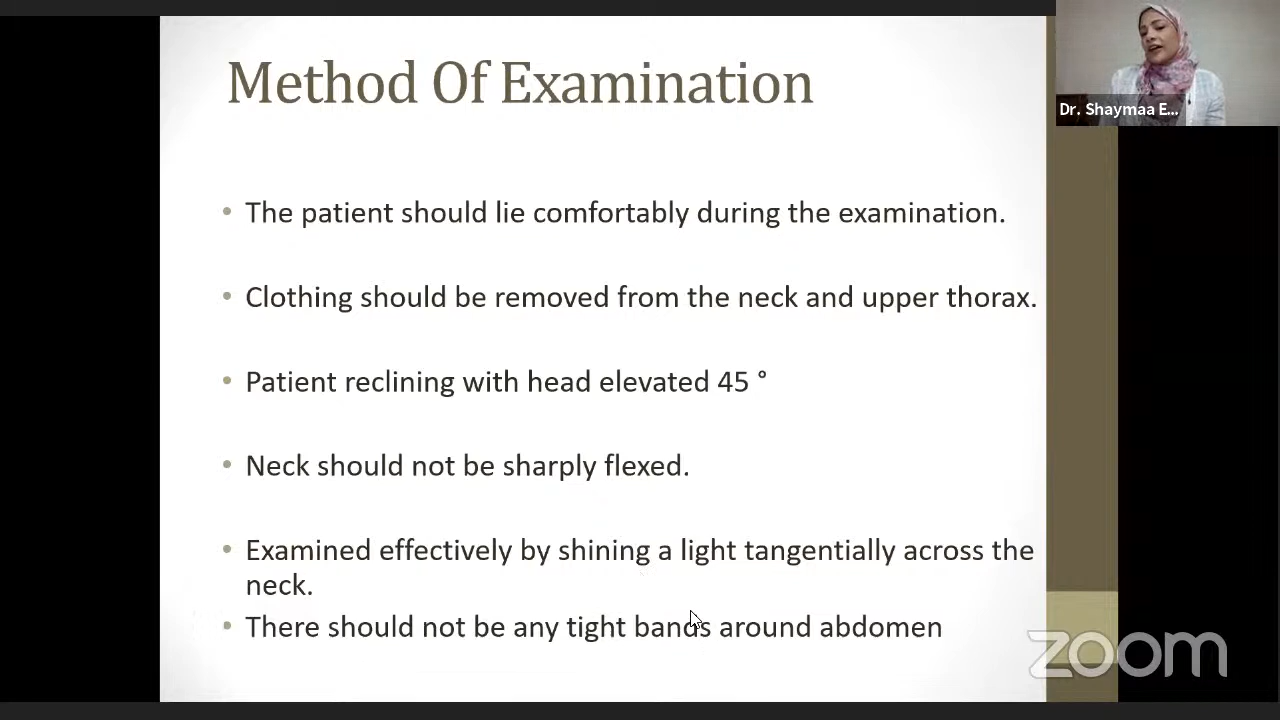 Method Of Examination
Dr. Shaymaa E...
• The patient should lie comfortably during the examination.
• Clothing should be removed from the neck and upper thorax.
• Patient reclining with head elevated 45 °
• Neck should not be sharply flexed.
• Examined effectively by shining a light tangentially across the
neck.
• There should not be any tight bands around abdomen
zoom